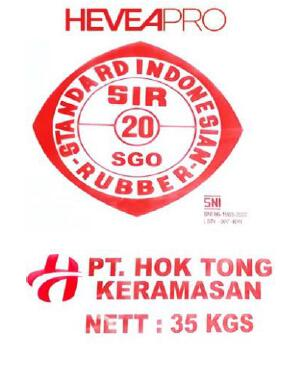 HEVEAPRO
STANDARD INDONESIAN
SIR
20
SGO
-RUBBER-
SNI
PT. HOK TONG
KERAMASAN
NETT : 35 KGS